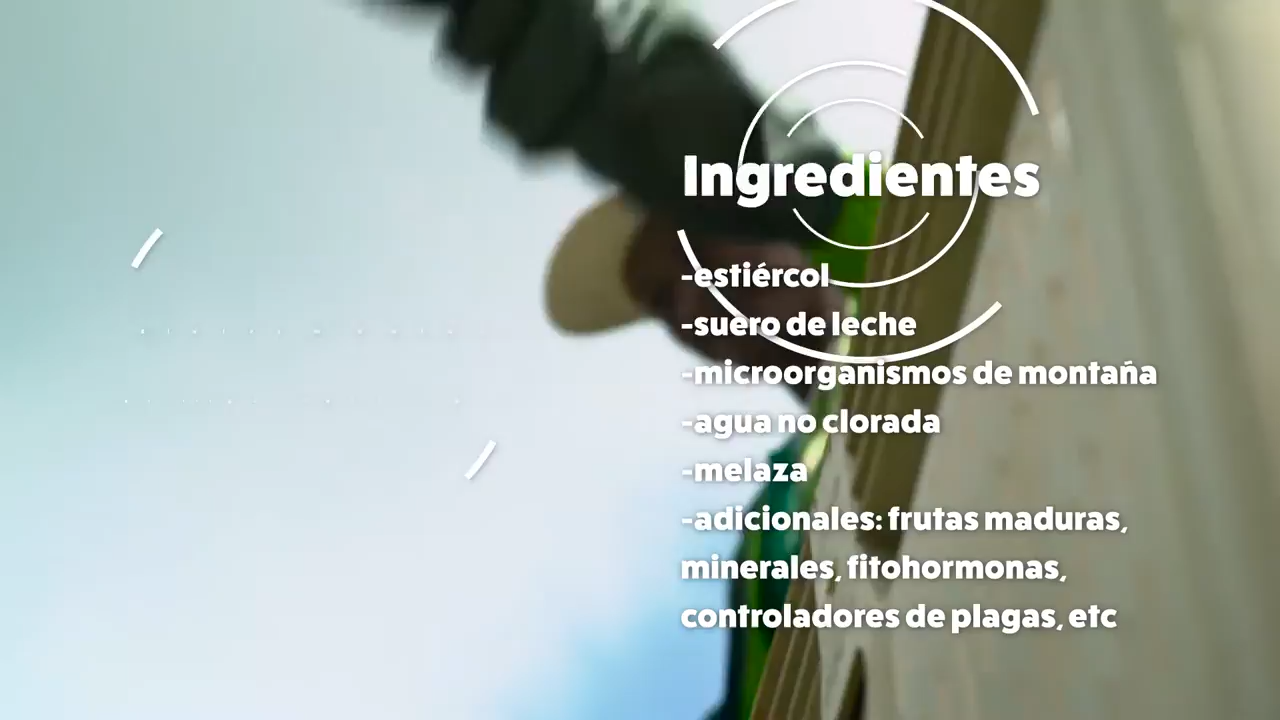 Ingredientes
-estiércol
-suero de leche
-microorganismos de montaña
-agua no clorada
-melaza
-adicionales: frutas maduras,
minerales, fitohormonas,
controladores de plagas, etc